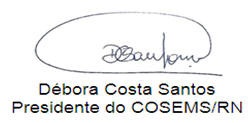 Débora Costa Santos
Presidente do COSEMS/RN